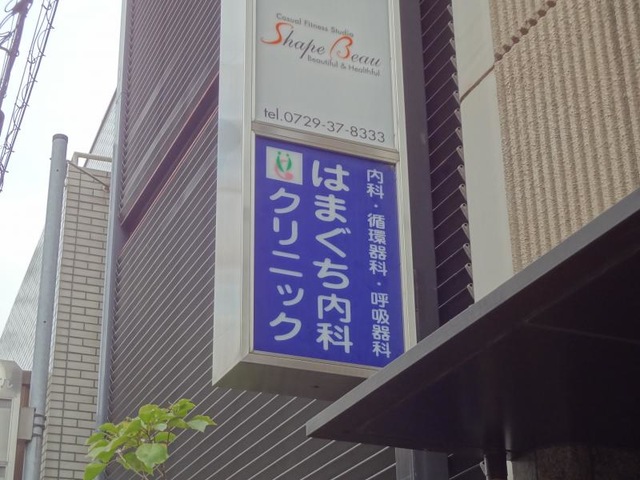 Casual Fitness Studio
Shape Beau
Beautiful & Healthful
tel.0729-37-8333
内科・循環器科・呼吸器科
はまぐち内科
クリニック